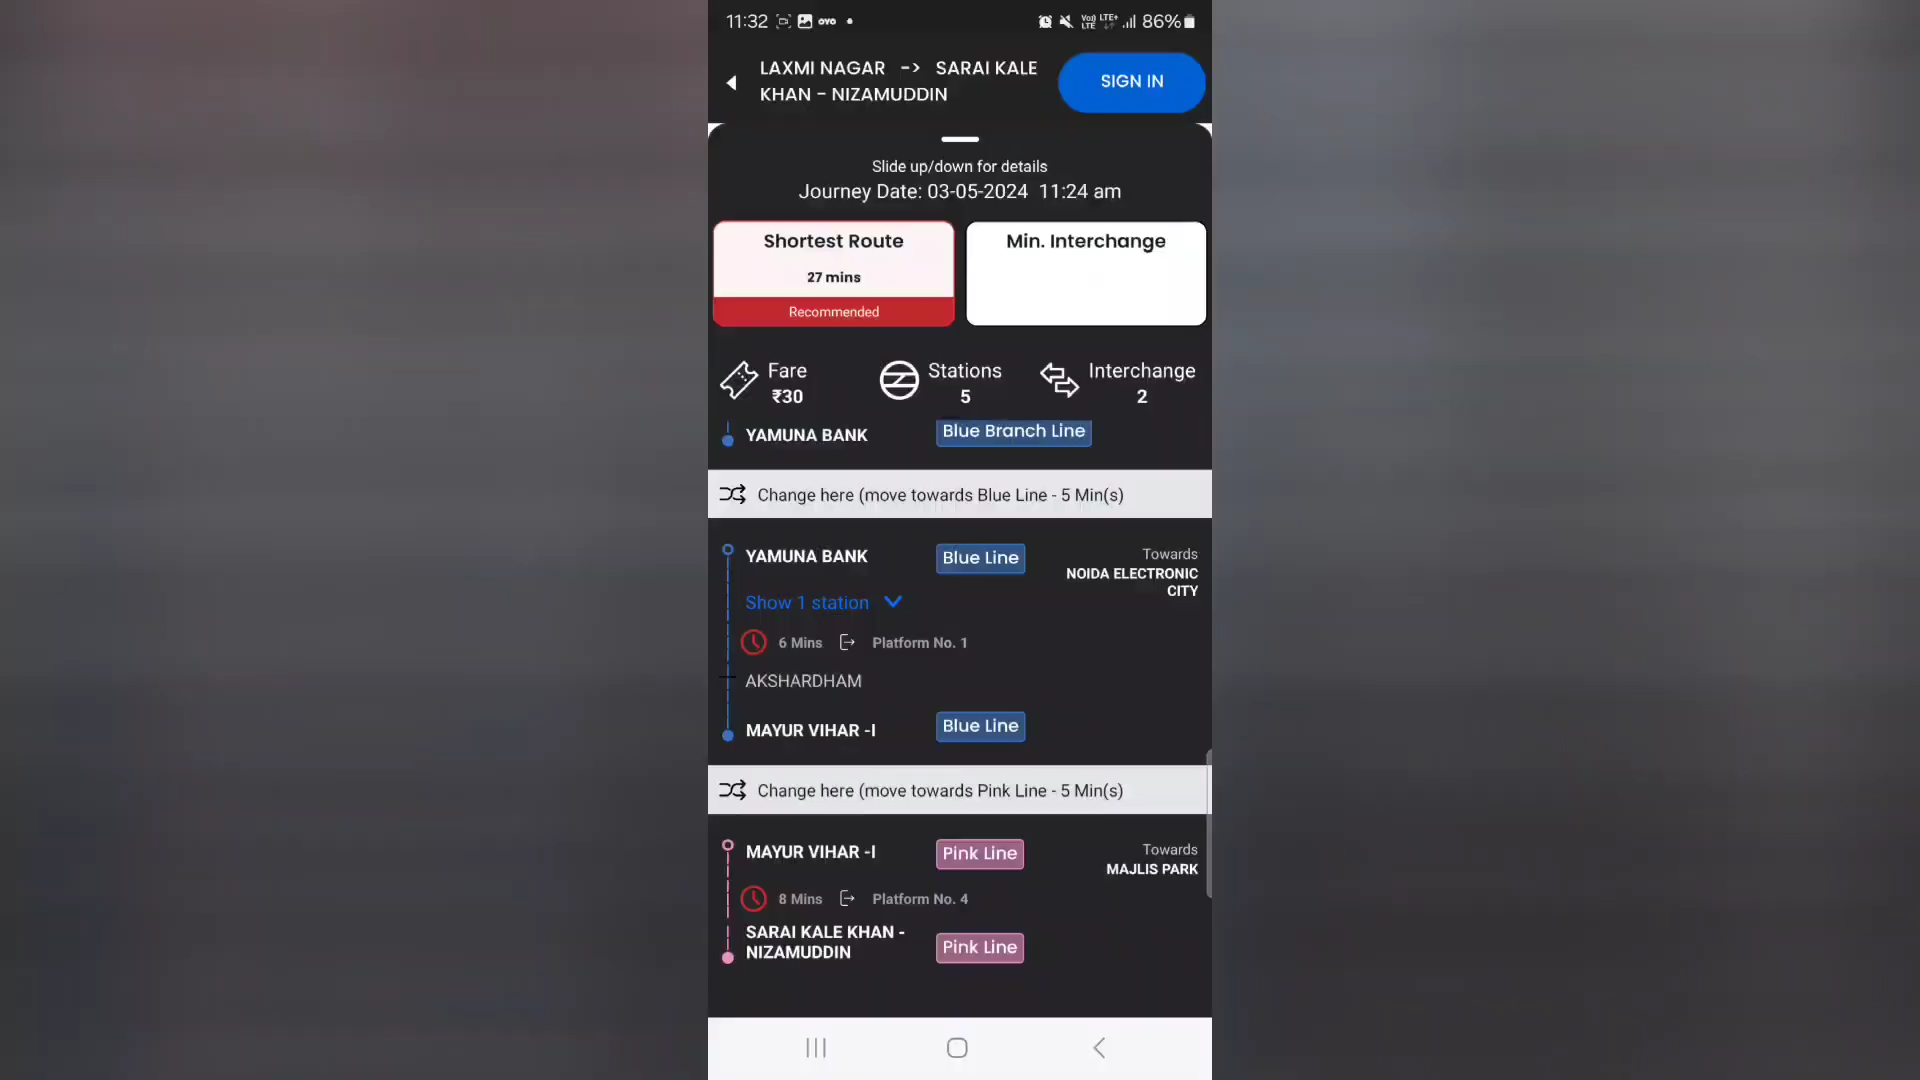 11:32 OYO VoJ LTE LTE+ 86%
LAXMI NAGAR -> SARAI KALE
KHAN - NIZAMUDDIN
SIGN IN
Slide up/down for details
Journey Date: 03-05-2024 11:24 am
Shortest Route
27 mins
Recommended
Min. Interchange
Fare
₹30
Stations
5
Interchange
2
YAMUNA BANK Blue Branch Line
Change here (move towards Blue Line - 5 Min(s)
YAMUNA BANK Blue Line
Towards
NOIDA ELECTRONIC
CITY
Show 1 station
6 Mins Platform No. 1
AKSHARDHAM
MAYUR VIHAR -I Blue Line
Change here (move towards Pink Line - 5 Min(s)
MAYUR VIHAR -I Pink Line
Towards
MAJLIS PARK
8 Mins Platform No. 4
SARAI KALE KHAN -
NIZAMUDDIN
Pink Line